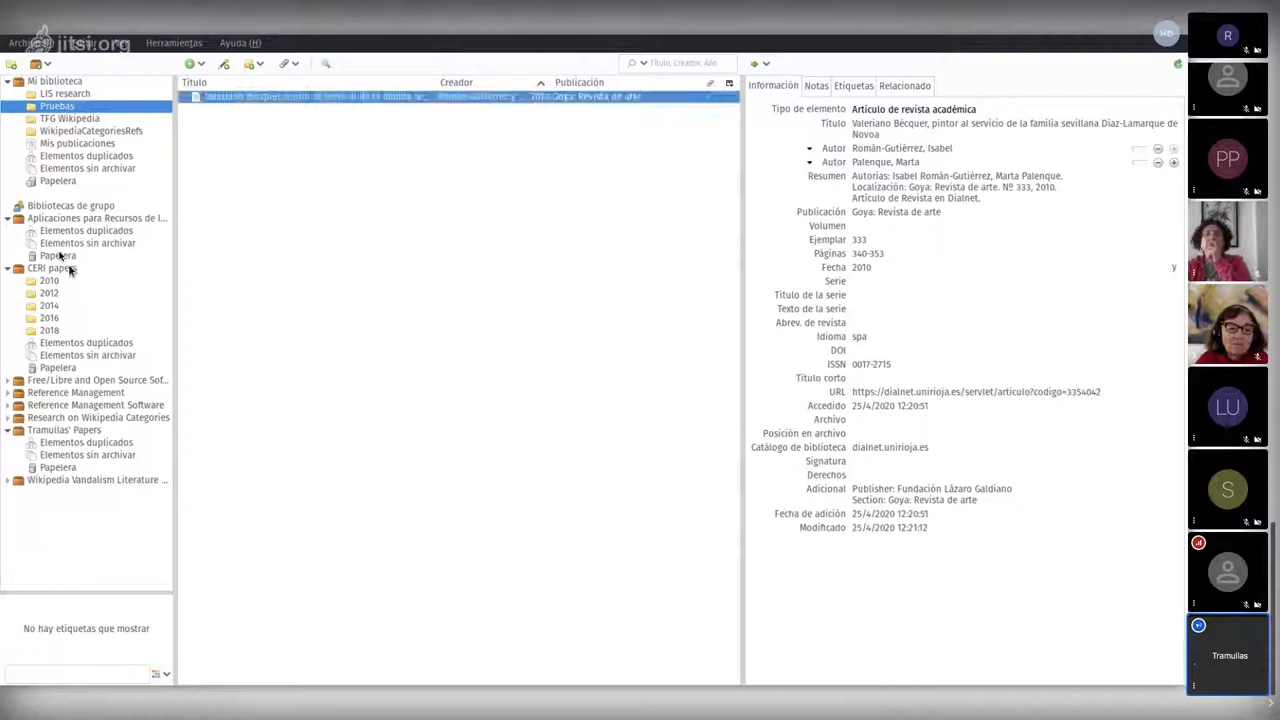 jitsi.org
Herramientas
Ayuda (H)
HD
R
Título, Creador, Año
Mi biblioteca
LIS research
Pruebas
TFG Wikipedia
WikipediaCategoriesRefs
Mis publicaciones
Elementos duplicados
Elementos sin archivar
Papelera
Bibliotecas de grupo
Aplicaciones para Recursos de I...
Elementos duplicados
Elementos sin archivar
Papelera
CERI papers
2010
2012
2014
2016
2018
Elementos duplicados
Elementos sin archivar
Papelera
Free/Libre and Open Source Sof...
Reference Management
Reference Management Software
Research on Wikipedia Categories
Tramullas' Papers
Elementos duplicados
Elementos sin archivar
Papelera
Wikipedia Vandalism Literature ...
No hay etiquetas que mostrar
Título Creador Publicación
2010 Goya: Revista de arte
Información Notas Etiquetas Relacionado
Tipo de elemento Artículo de revista académica
Título Valeriano Bécquer, pintor al servicio de la familia sevillana Díaz-Lamarque de
Novoa
Autor Román-Gutiérrez, Isabel
Autor Palenque, Marta
Resumen Autorías: Isabel Román-Gutiérrez, Marta Palenque.
Localización: Goya: Revista de arte. Nº 333, 2010.
Artículo de Revista en Dialnet.
Publicación Goya: Revista de arte
Volumen
Ejemplar 333
Páginas 340-353
Fecha 2010 y
Serie
Título de la serie
Texto de la serie
Abrev. de revista
Idioma spa
DOI
ISSN 0017-2715
Título corto
URL https://dialnet.unirioja.es/servlet/articulo?codigo=3354042
Accedido 25/4/2020 12:20:51
Archivo
Posición en archivo
Catálogo de biblioteca dialnet.unirioja.es
Signatura
Derechos
Adicional Publisher: Fundación Lázaro Galdiano
Section: Goya: Revista de arte
Fecha de adición 25/4/2020 12:20:51
Modificado 25/4/2020 12:21:12
PP
LU
S
Tramullas